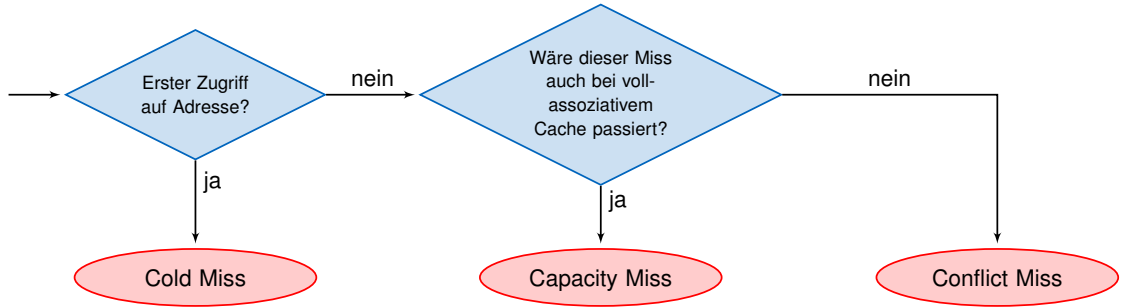 Erster Zugriff
auf Adresse?
nein
Wäre dieser Miss
auch bei voll-
assoziativem
Cache passiert?
nein
ja
ja
Cold Miss
Capacity Miss
Conflict Miss